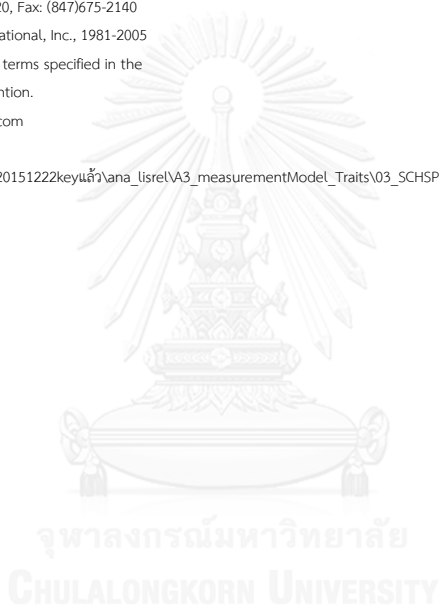 20, Fax: (847)675-2140
ational, Inc., 1981-2005
terms specified in the
ntion.
com
20151222keyแล้ว\ana_lisrel\A3_measurementModel_Traits\03_SCHSP
จุฬาลงกรณ์มหาวิทยาลัย
CHULALONGKORN UNIVERSITY